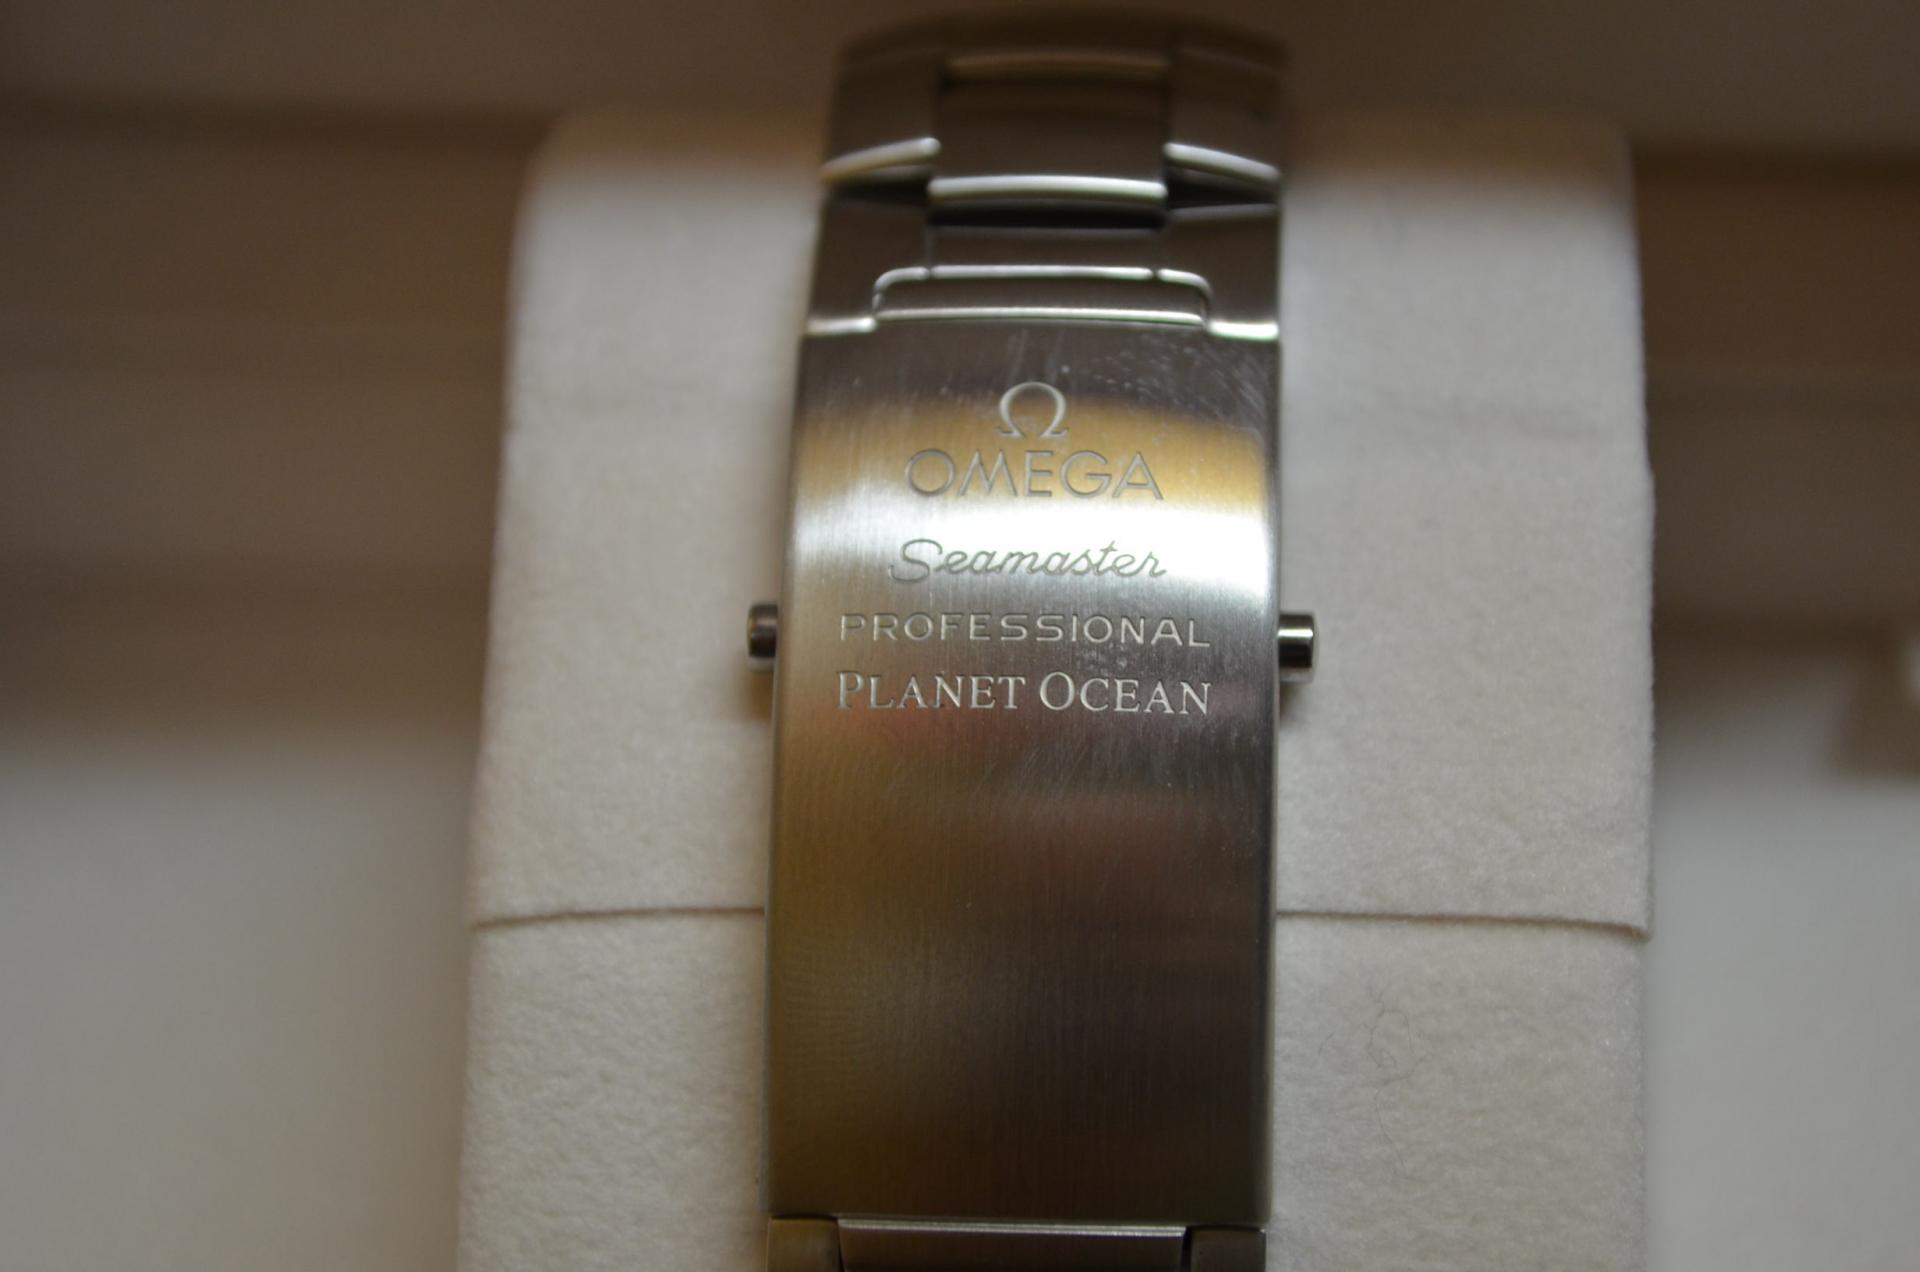 Ω
OMEGA
Seamaster
PROFESSIONAL
PLANET OCEAN